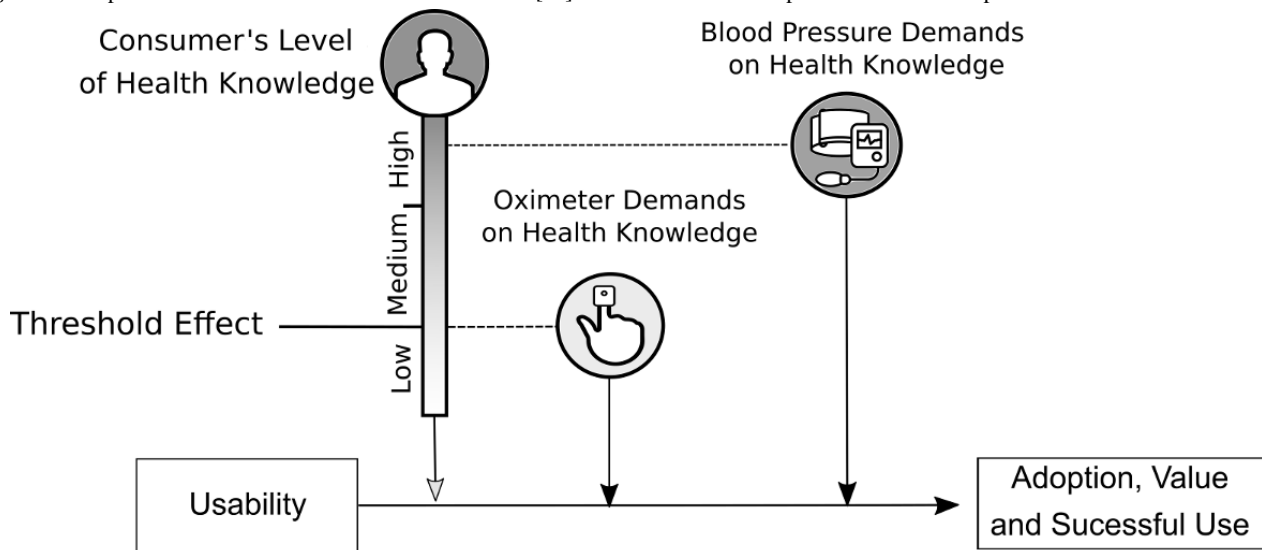 Consumer's Level
of Health Knowledge
Blood Pressure Demands
on Health Knowledge
High
Oximeter Demands
on Health Knowledge
Medium
Threshold Effect
Low
Usability
Adoption, Value
and Sucessful Use